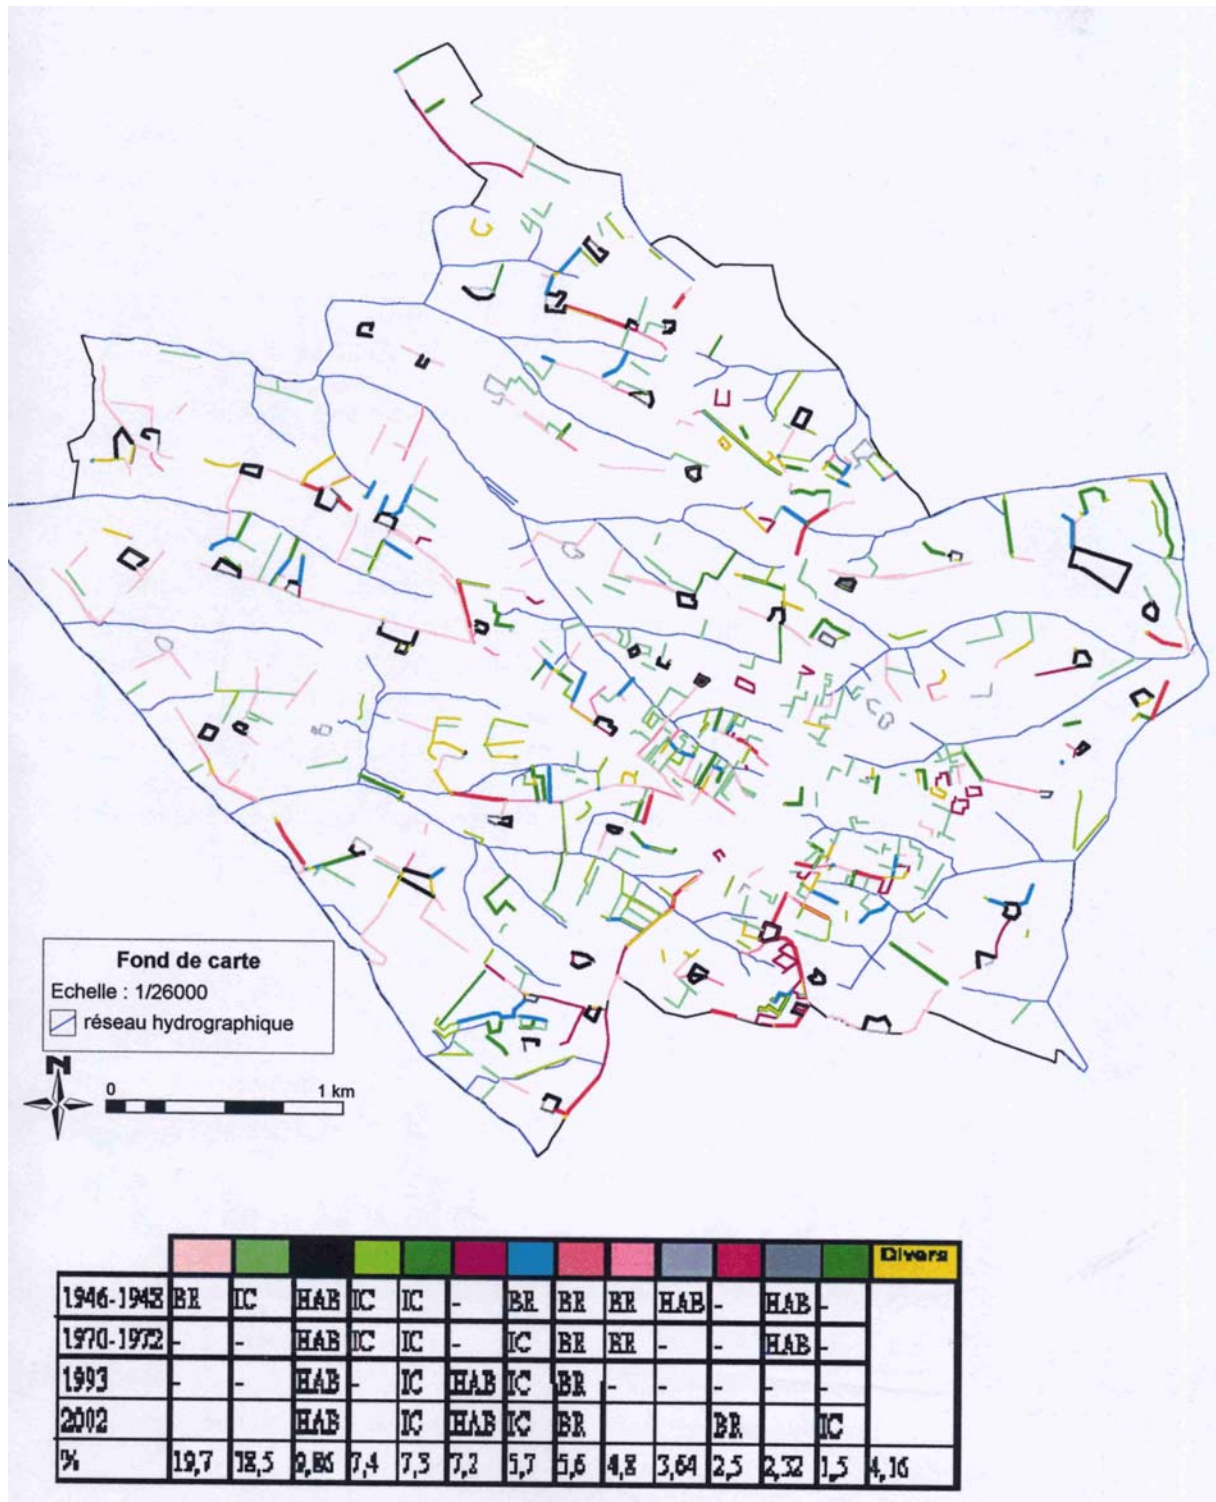 Fond de carte
Echelle : 1/26000
réseau hydrographique
N
0 1 km
Divers
1946-1948 BR IC HAB IC IC - BR BR BR HAB - HAB -
1970-1972 - - HAB IC IC - IC BR BR - - HAB -
1993 - - HAB - IC HAB IC BR - - - - -
2002 HAB IC HAB IC BR BR IC
% 19,7 18,5 9,86 7,4 7,3 7,2 5,7 5,6 4,8 3,64 2,5 2,32 1,5 4,16